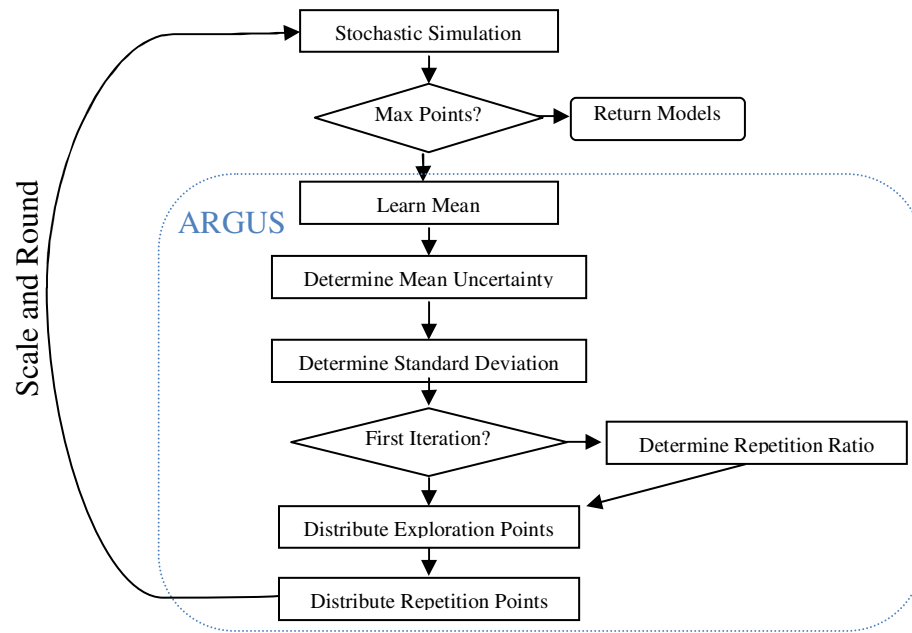 Stochastic Simulation
Max Points?
Return Models
Learn Mean
ARGUS
Determine Mean Uncertainty
Scale and Round
Determine Standard Deviation
First Iteration?
Determine Repetition Ratio
Distribute Exploration Points
Distribute Repetition Points